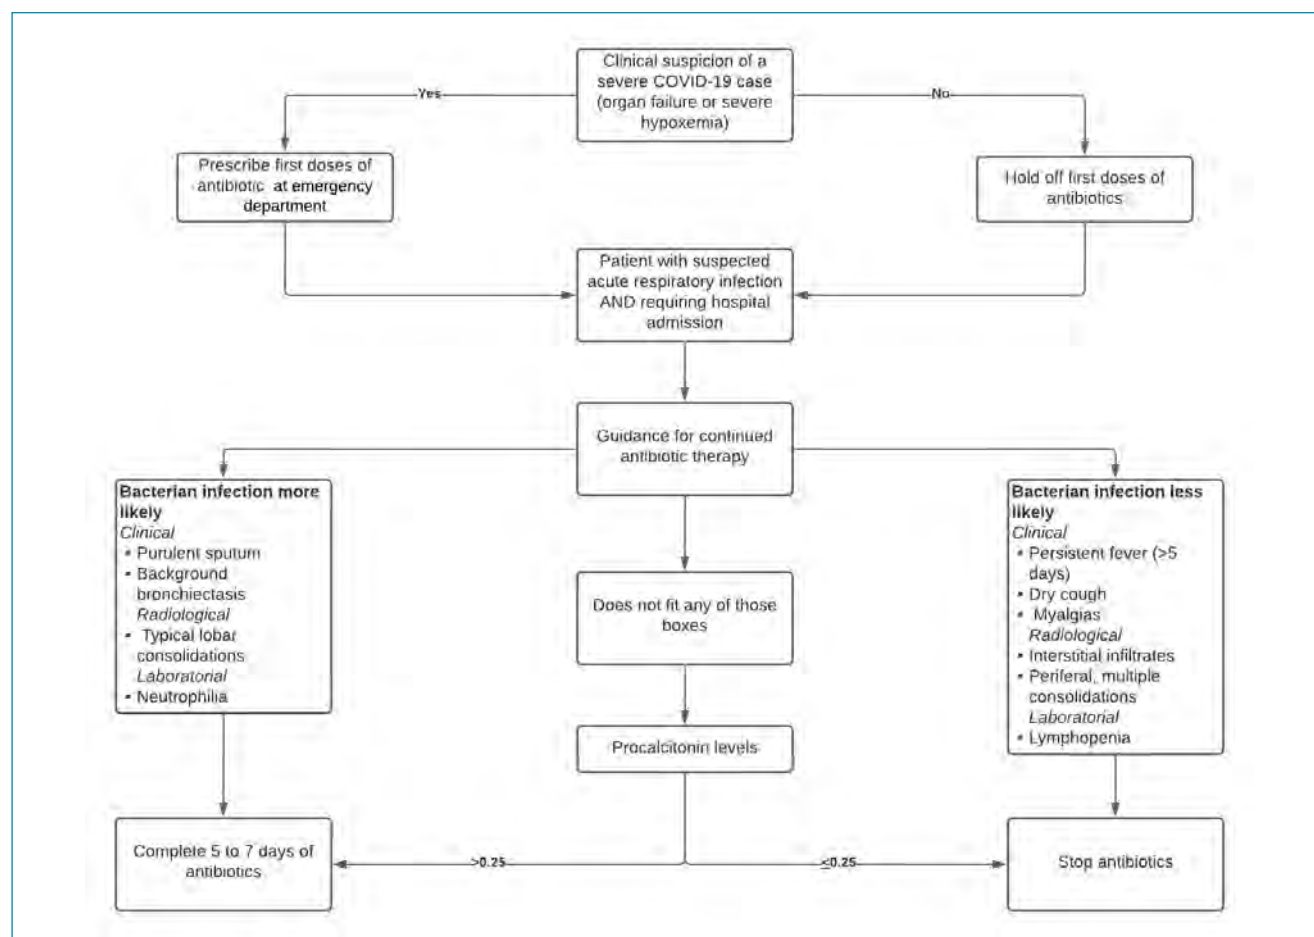 Clinical suspicion of a
severe COVID-19 case
(organ failure or severe
hypoxemia)
Yes
No
Prescribe first doses of
antibiotic at emergency
department
Hold off first doses of
antibiotics
Patient with suspected
acute respiratory infection
AND requiring hospital
admission
Guidance for continued
antibiotic therapy
Bacterian infection more
likely
Clinical
• Purulent sputum
• Background
bronchiectasis
Radiological
• Typical lobar
consolidations
Laboratorial
• Neutrophilia
Does not fit any of those
boxes
Bacterian infection less
likely
Clinical
• Persistent fever (>5
days)
• Dry cough
• Myalgias
Radiological
• Interstitial infiltrates
• Periferal, multiple
consolidations
Laboratorial
• Lymphopenia
Procalcitonin levels
Complete 5 to 7 days of
antibiotics
>0.25
≤0.25
Stop antibiotics